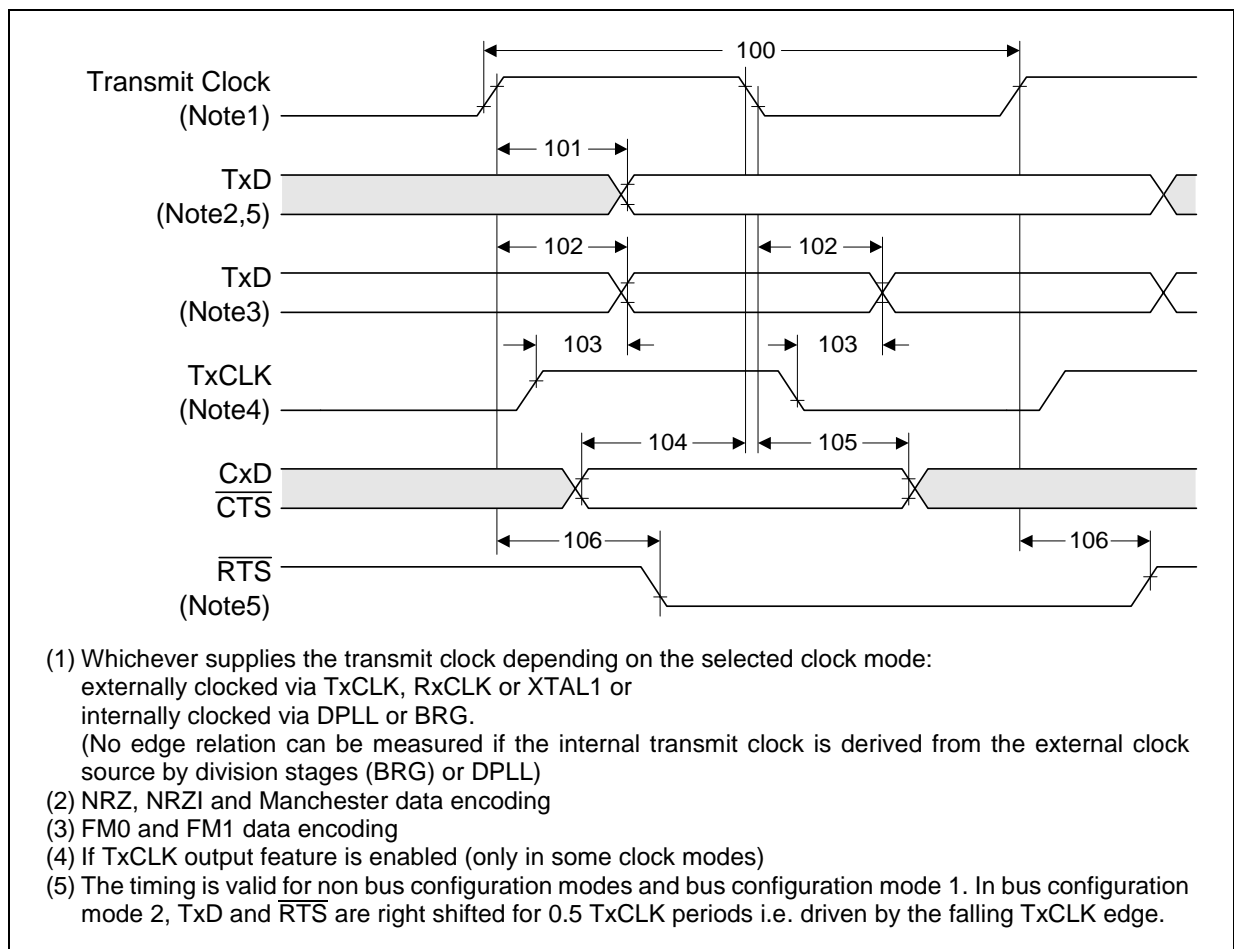 100
Transmit Clock
(Note1)
101
TxD
(Note2,5)
102
102
TxD
(Note3)
103
103
TxCLK
(Note4)
104
105
CxD
CTS
106
106
RTS
(Note5)
(1) Whichever supplies the transmit clock depending on the selected clock mode:
externally clocked via TxCLK, RxCLK or XTAL1 or
internally clocked via DPLL or BRG.
(No edge relation can be measured if the internal transmit clock is derived from the external clock
source by division stages (BRG) or DPLL)
(2) NRZ, NRZI and Manchester data encoding
(3) FM0 and FM1 data encoding
(4) If TxCLK output feature is enabled (only in some clock modes)
(5) The timing is valid for non bus configuration modes and bus configuration mode 1. In bus configuration
mode 2, TxD and RTS are right shifted for 0.5 TxCLK periods i.e. driven by the falling TxCLK edge.